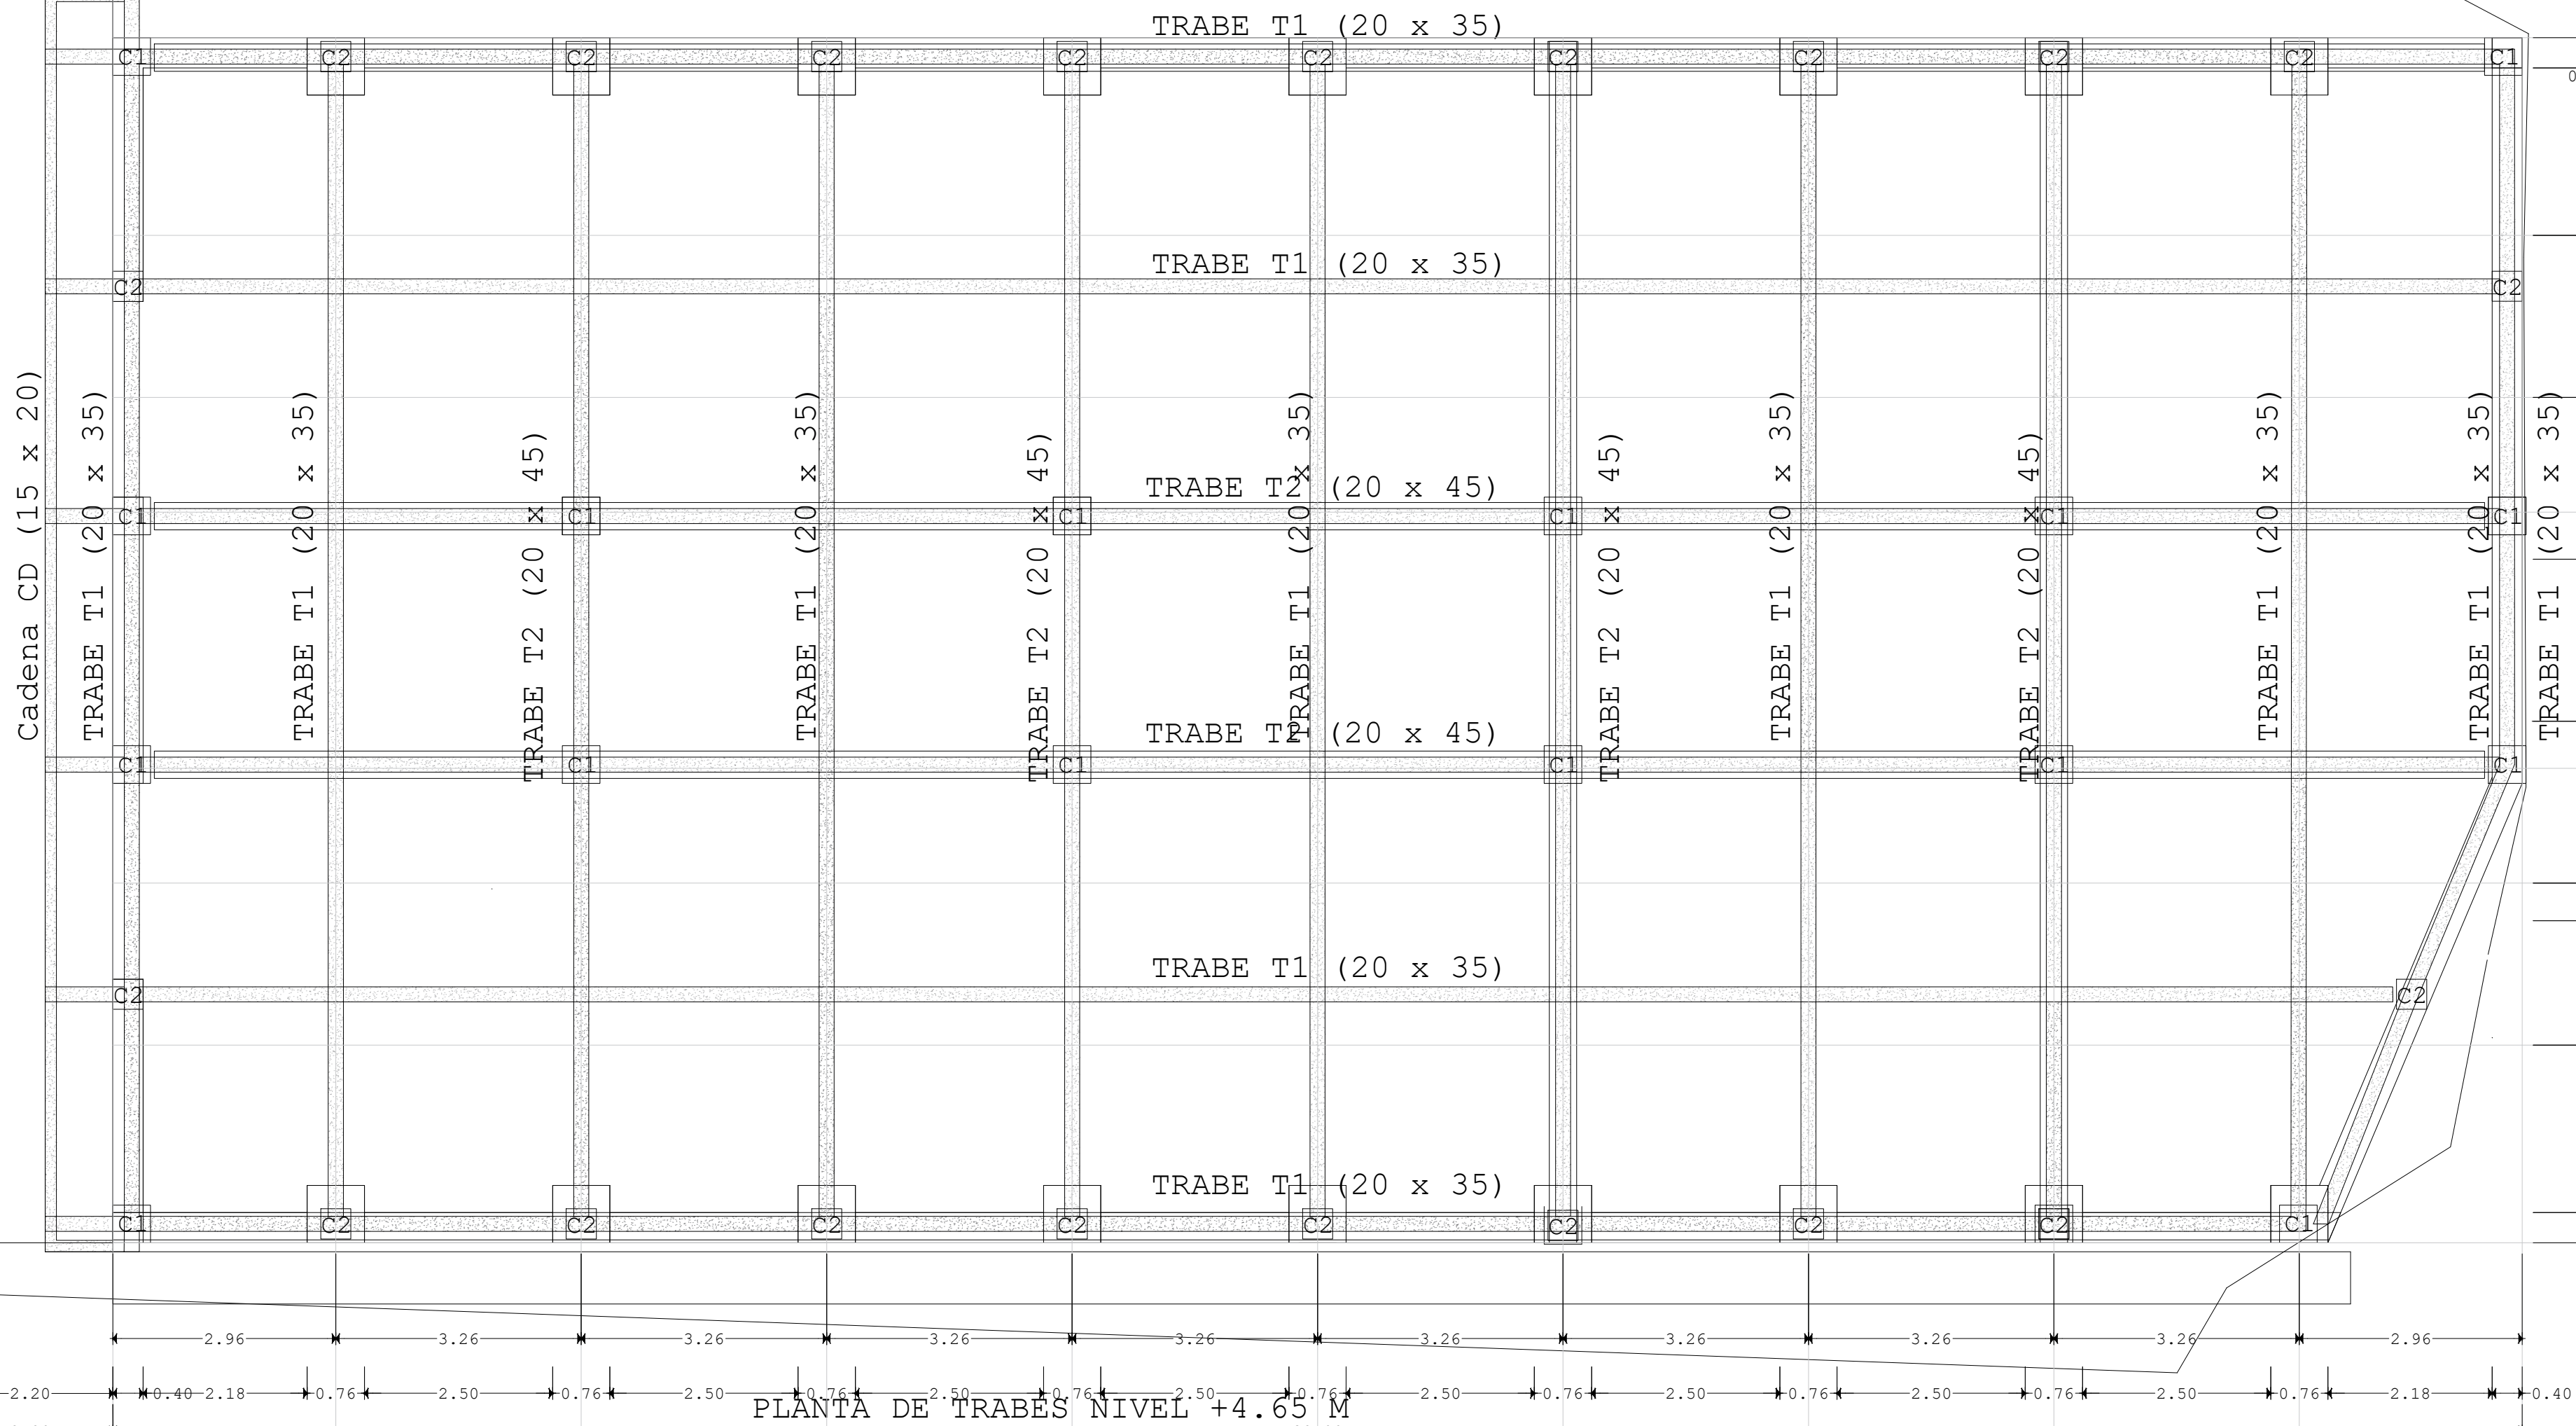 TRABE T1 (20 x 35)
C1 C2 C2 C2 C2 C2 C2 C2 C2 C2 C1
0
TRABE T1 (20 x 35)
C2 C2
Cadena CD (15 x 20)
TRABE T1 (20 x 35)
TRABE T1 (20 x 35)
TRABE T2 (20 x 45)
TRABE T1 (20 x 35)
TRABE T2 (20 x 45)
TRABE T1 (20 x 35)
TRABE T2 (20 x 45)
TRABE T1 (20 x 35)
TRABE T2 (20 x 45)
TRABE T1 (20 x 35)
TRABE T1 (20 x 35)
TRABE T1 (20 x 35)
TRABE T2 (20 x 45)
C1 C1 C1 C1 C1 C1
TRABE T2 (20 x 45)
C1 C1 C1 C1 C1 C1
TRABE T1 (20 x 35)
C2 C2
TRABE T1 (20 x 35)
C1 C2 C2 C2 C2 C2 C2 C2 C2 C1
2.96 3.26 3.26 3.26 3.26 3.26 3.26 3.26 3.26 2.96
2.20 0.40 2.18 0.76 2.50 0.76 2.50 0.76 2.50 0.76 2.50 0.76 2.50 0.76 2.50 0.76 2.50 0.76 2.50 0.76 2.18 0.40
PLANTA DE TRABES NIVEL +4.65 M